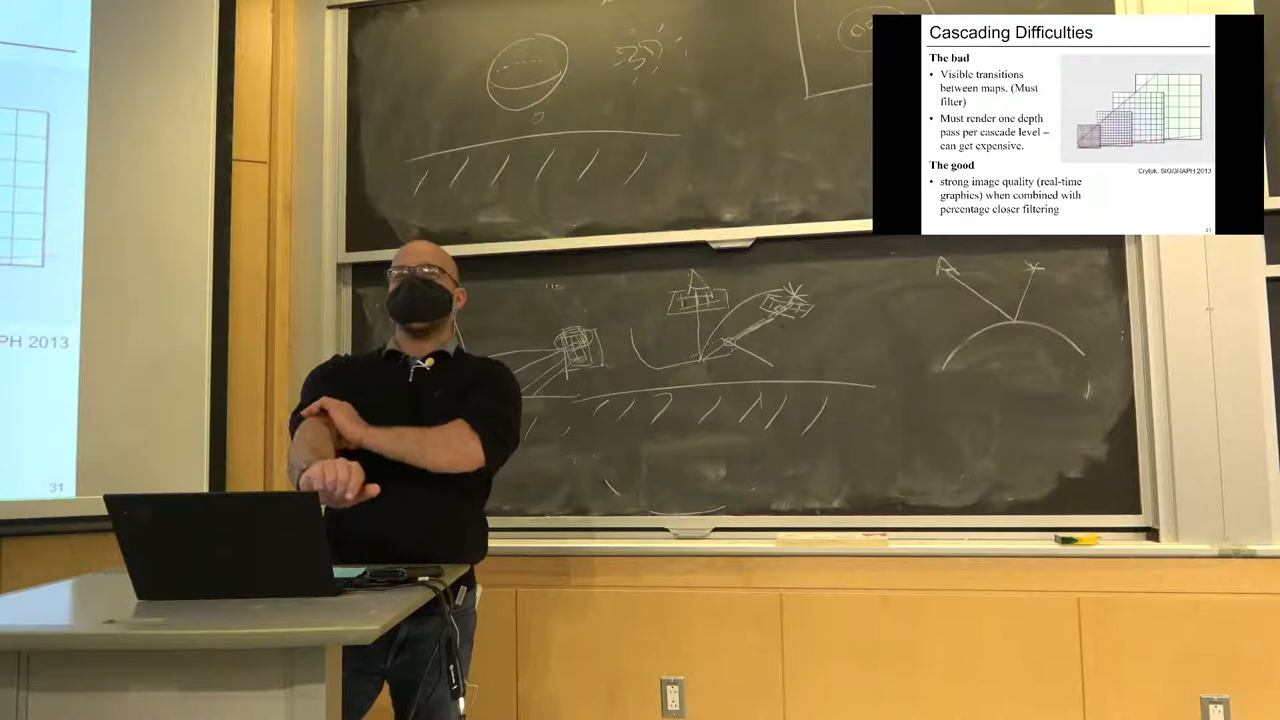 Cascading Difficulties
The bad
• Visible transitions
between maps. (Must
filter)
• Must render one depth
pass per cascade level –
can get expensive.
The good
• strong image quality (real-time
graphics) when combined with
percentage closer filtering
Crytek, SIGGRAPH 2013
31
PH 2013
31